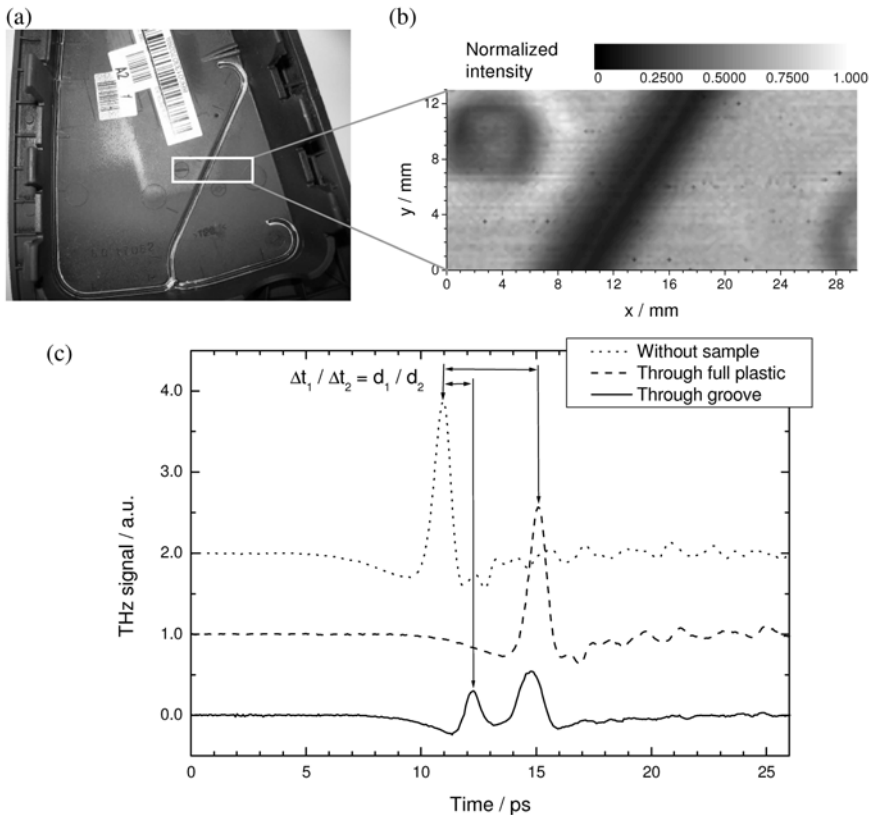 (a)
A2
1
(b)
Normalized
intensity
0 0.2500 0.5000 0.7500 1.000
12
8
4
0
y / mm
0 4 8 12 16 20 24 28
x / mm
(c)
Δt₁ / Δt₂ = d₁ / d₂
Without sample
Through full plastic
Through groove
4.0
3.0
2.0
1.0
0.0
THz signal / a.u.
0 5 10 15 20 25
Time / ps